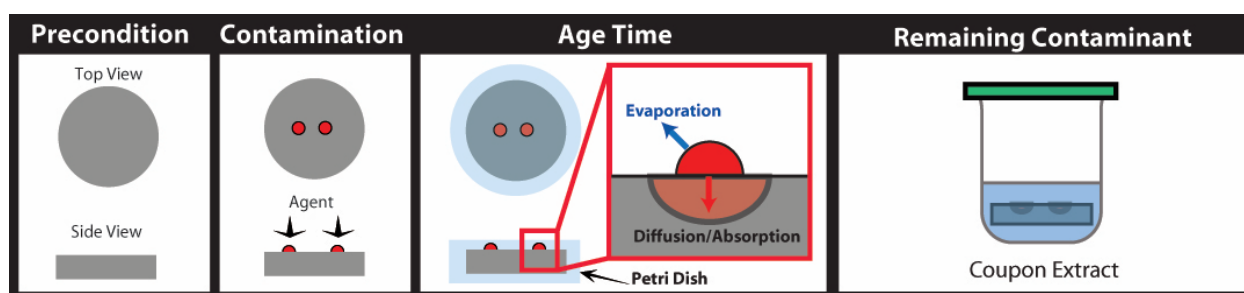 Precondition
Contamination
Age Time
Remaining Contaminant
Top View
Side View
Agent
Evaporation
Diffusion/Absorption
Petri Dish
Coupon Extract